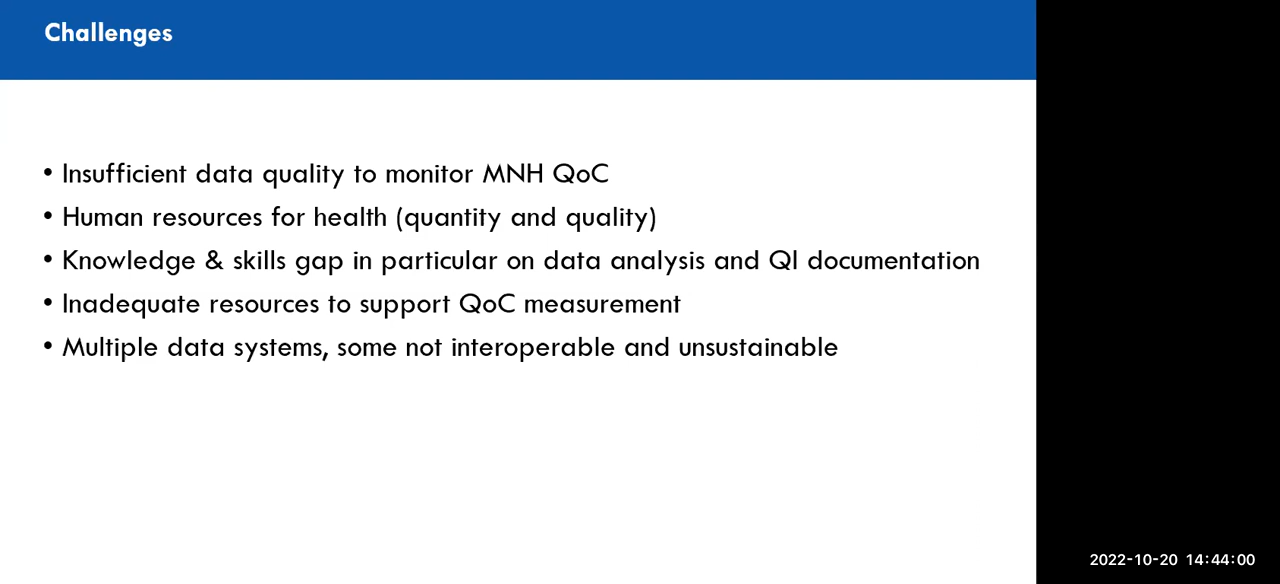 Challenges
• Insufficient data quality to monitor MNH QoC
• Human resources for health (quantity and quality)
• Knowledge & skills gap in particular on data analysis and QI documentation
• Inadequate resources to support QoC measurement
• Multiple data systems, some not interoperable and unsustainable
2022-10-20 14:44:00